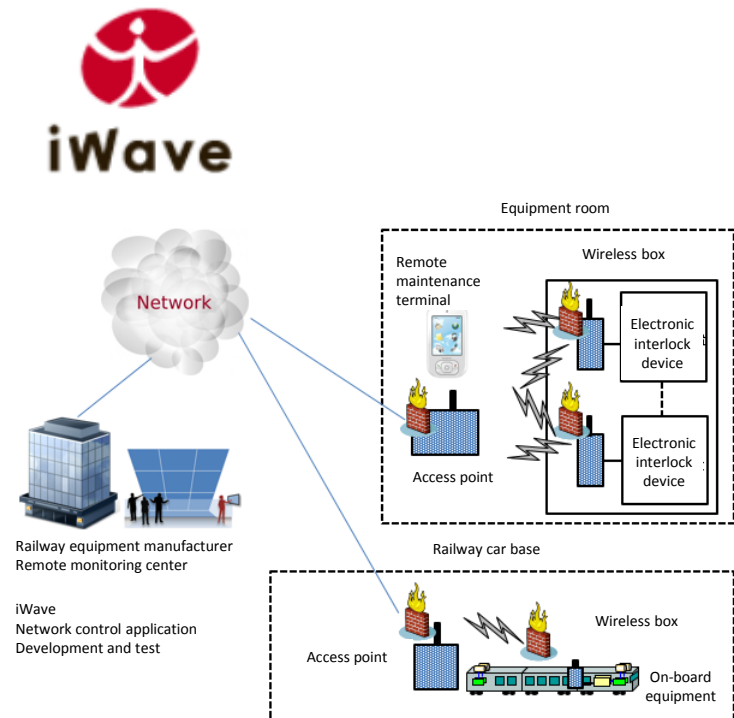 iWave
Equipment room
Remote
maintenance
terminal
Wireless box
Network
Electronic
interlock
device
Electronic
interlock
device
Access point
Railway equipment manufacturer
Remote monitoring center
Railway car base
iWave
Network control application
Development and test
Access point
Wireless box
On-board
equipment